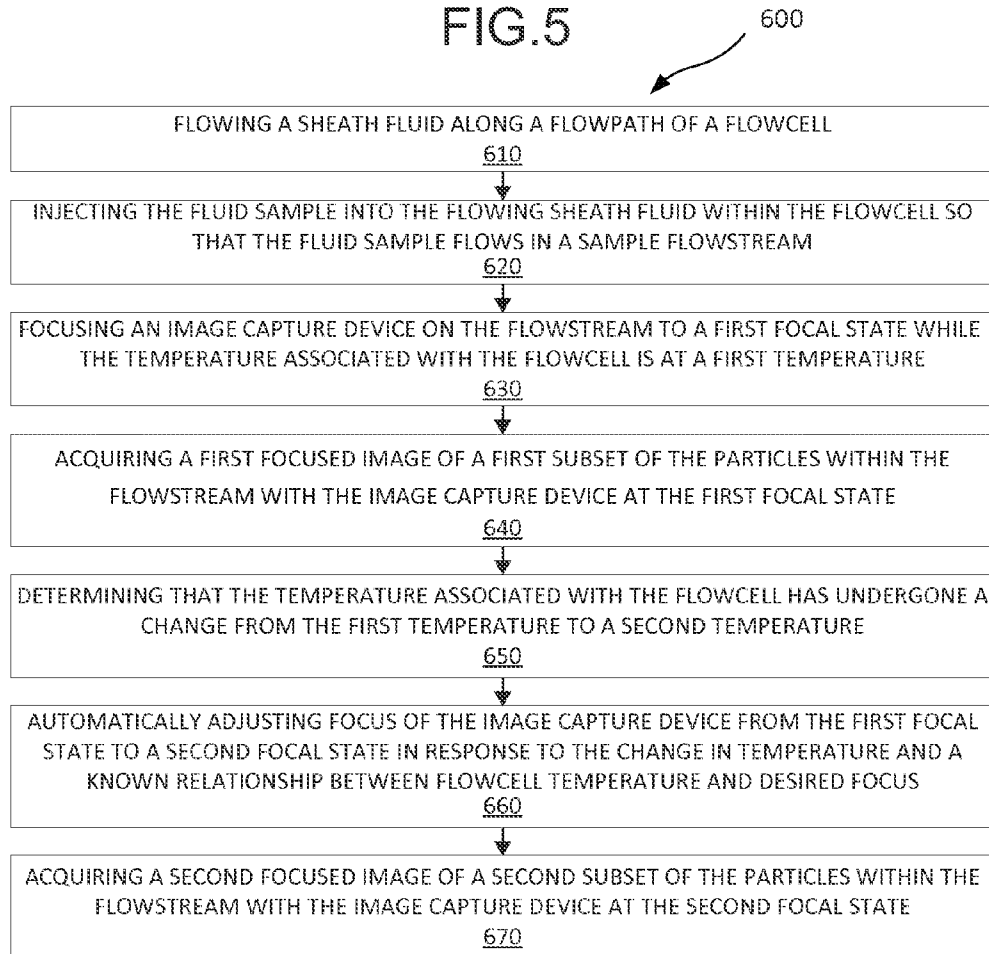 FIG.5
600
FLOWING A SHEATH FLUID ALONG A FLOWPATH OF A FLOWCELL
610
INJECTING THE FLUID SAMPLE INTO THE FLOWING SHEATH FLUID WITHIN THE FLOWCELL SO
THAT THE FLUID SAMPLE FLOWS IN A SAMPLE FLOWSTREAM
620
FOCUSING AN IMAGE CAPTURE DEVICE ON THE FLOWSTREAM TO A FIRST FOCAL STATE WHILE
THE TEMPERATURE ASSOCIATED WITH THE FLOWCELL IS AT A FIRST TEMPERATURE
630
ACQUIRING A FIRST FOCUSED IMAGE OF A FIRST SUBSET OF THE PARTICLES WITHIN THE
FLOWSTREAM WITH THE IMAGE CAPTURE DEVICE AT THE FIRST FOCAL STATE
640
DETERMINING THAT THE TEMPERATURE ASSOCIATED WITH THE FLOWCELL HAS UNDERGONE A
CHANGE FROM THE FIRST TEMPERATURE TO A SECOND TEMPERATURE
650
AUTOMATICALLY ADJUSTING FOCUS OF THE IMAGE CAPTURE DEVICE FROM THE FIRST FOCAL
STATE TO A SECOND FOCAL STATE IN RESPONSE TO THE CHANGE IN TEMPERATURE AND A
KNOWN RELATIONSHIP BETWEEN FLOWCELL TEMPERATURE AND DESIRED FOCUS
660
ACQUIRING A SECOND FOCUSED IMAGE OF A SECOND SUBSET OF THE PARTICLES WITHIN THE
FLOWSTREAM WITH THE IMAGE CAPTURE DEVICE AT THE SECOND FOCAL STATE
670